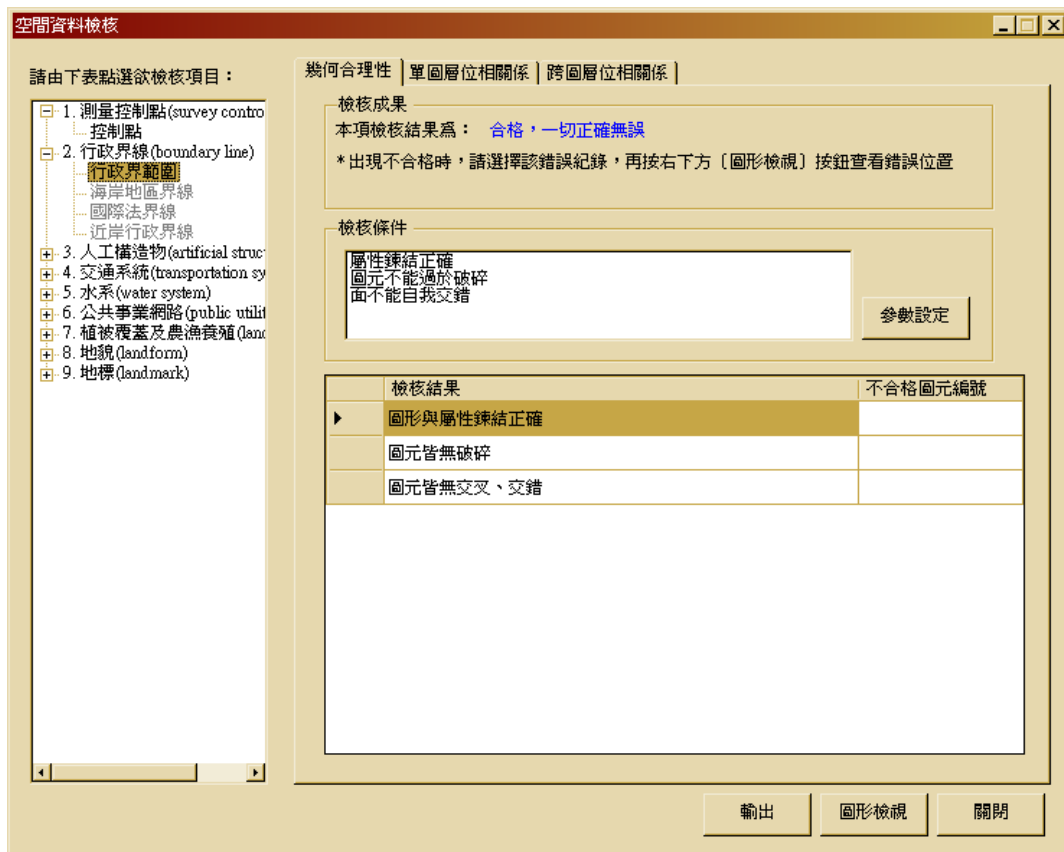 空間資料檢核
請由下表點選欲檢核項目：
1. 測量控制點(survey contro
控制點
2. 行政界線(boundary line)
行政界範圍
海岸地區界線
國際法界線
近岸行政界線
3. 人工構造物(artificial struc
4. 交通系統(transportation sy
5. 水系(water system)
6. 公共事業網路(public utilit
7. 植被覆蓋及農漁養殖(land
8. 地貌(landform)
9. 地標(landmark)
幾何合理性 單圖層位相關係 跨圖層位相關係
檢核成果
本項檢核結果為： 合格，一切正確無誤
*出現不合格時，請選擇該錯誤紀錄，再按右下方〔圖形檢視〕按鈕查看錯誤位置
檢核條件
屬性鍊結正確
圖元不能過於破碎
面不能自我交錯
參數設定
檢核結果 不合格圖元編號
圖形與屬性鍊結正確
圖元皆無破碎
圖元皆無交叉、交錯
輸出 圖形檢視 關閉